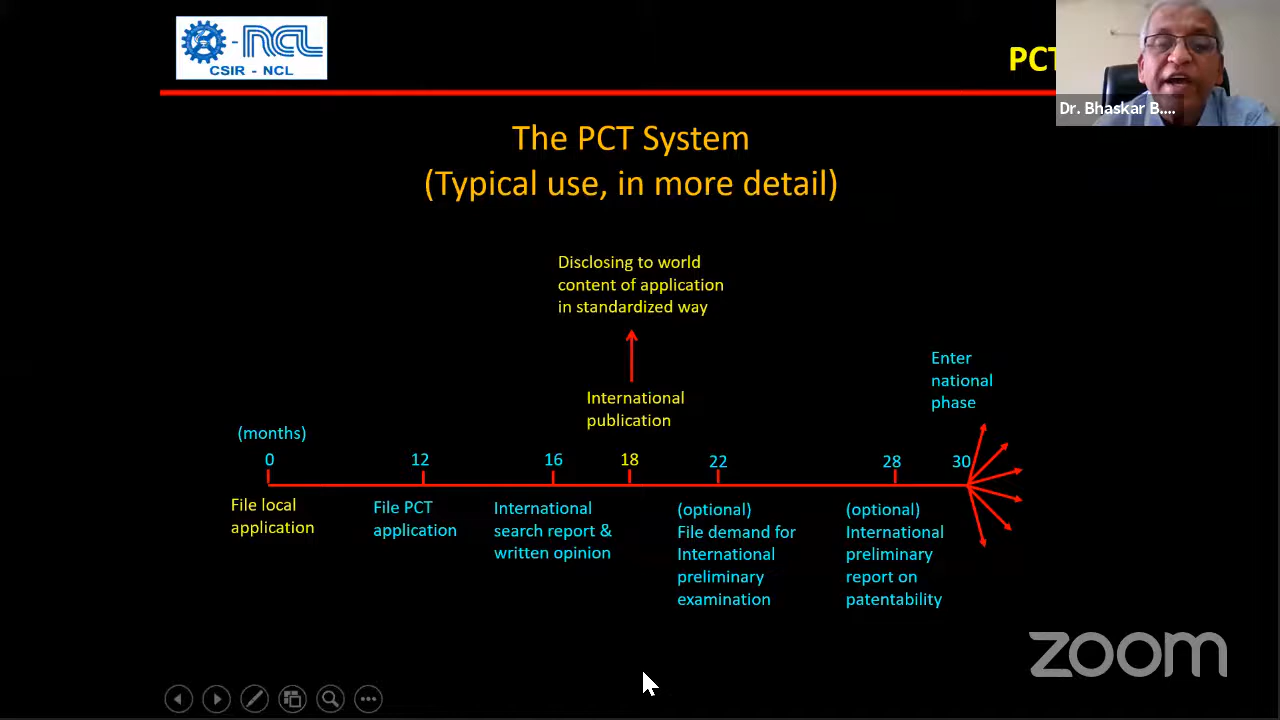 NCL
CSIR - NCL
PCT
Dr. Bhaskar B....
The PCT System
(Typical use, in more detail)
Disclosing to world
content of application
in standardized way
International
publication
Enter
national
phase
(months)
0
12
16
18
22
28
30
File local
application
File PCT
application
International
search report &
written opinion
(optional)
File demand for
International
preliminary
examination
(optional)
International
preliminary
report on
patentability
zoom